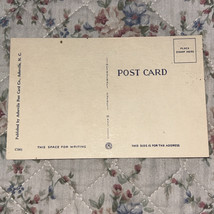 Published by Asheville Post Card Co., Asheville, N. C.
POST CARD
PLACE
STAMP HERE
THIS SPACE FOR WRITING
THIS SIDE IS FOR THE ADDRESS